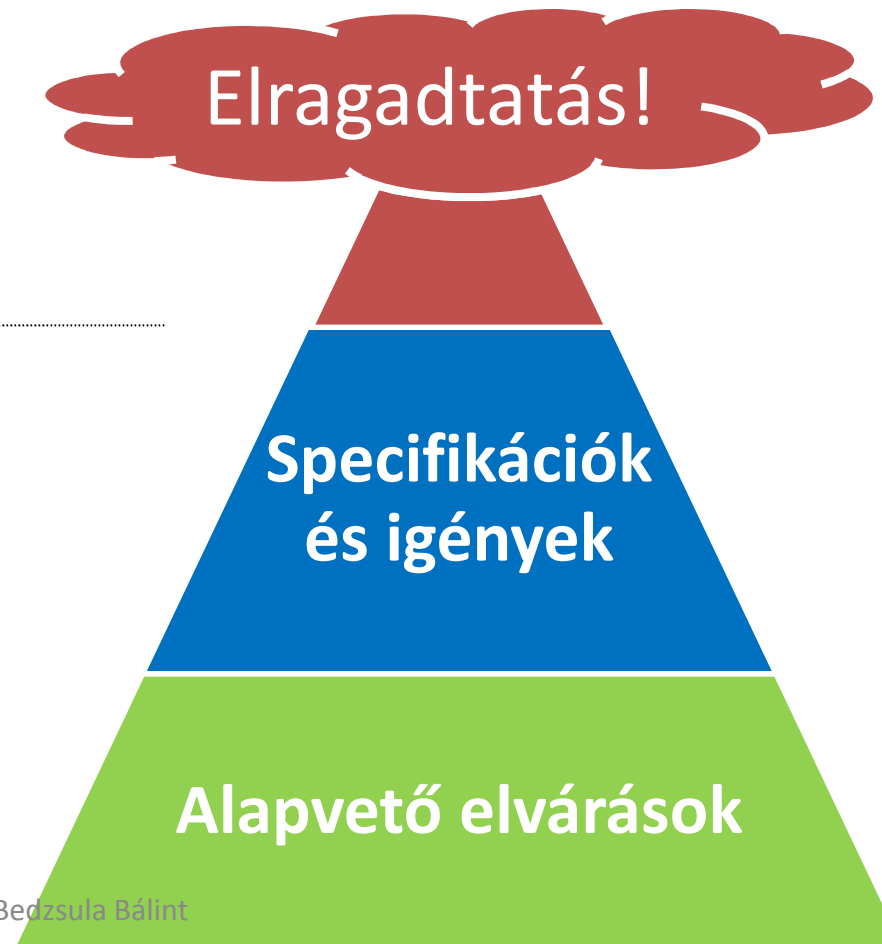 Elragadtatás!
Specifikációk
és igények
Alapvető elvárások
Bedzsula Bálint